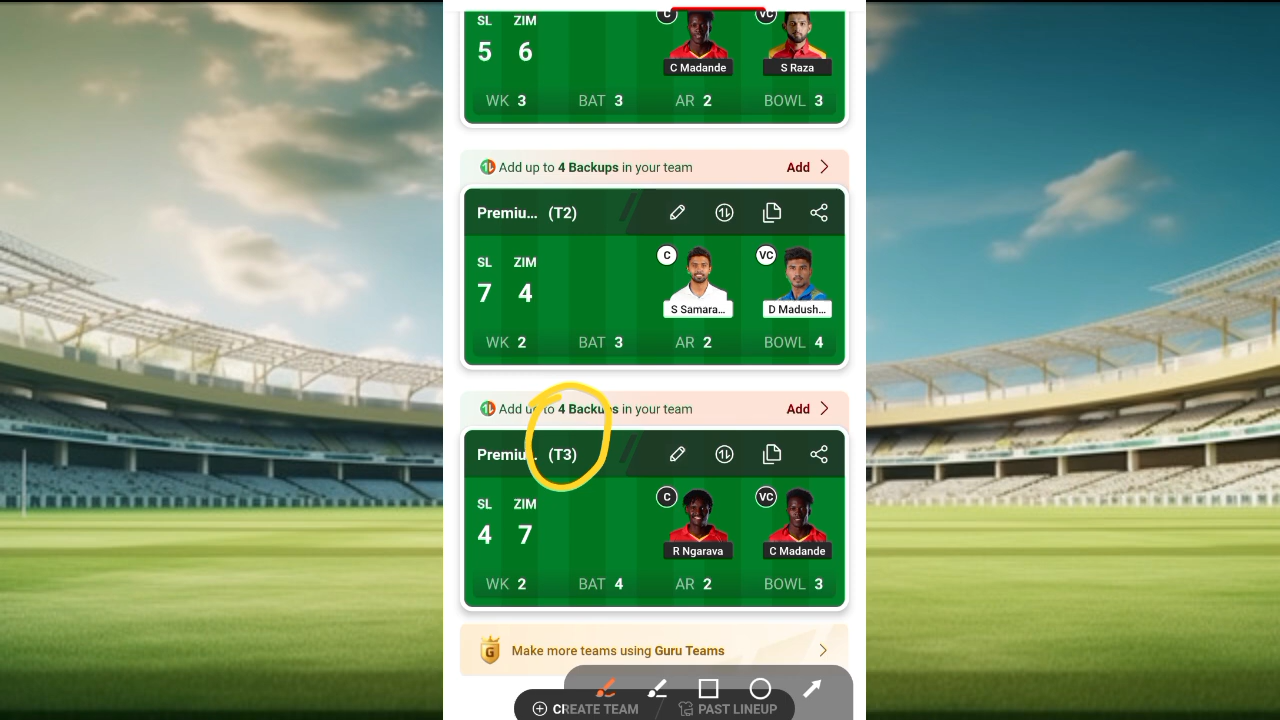 SL ZIM
C VC
5 6
C Madande S Raza
WK 3 BAT 3 AR 2 BOWL 3
Add up to 4 Backups in your team Add
Premiu... (T2)
SL ZIM
C VC
7 4
S Samara... D Madush...
WK 2 BAT 3 AR 2 BOWL 4
Add up to 4 Backups in your team Add
Premiu... (T3)
SL ZIM
C VC
4 7
R Ngarava C Madande
WK 2 BAT 4 AR 2 BOWL 3
G Make more teams using Guru Teams
CREATE TEAM PAST LINEUP